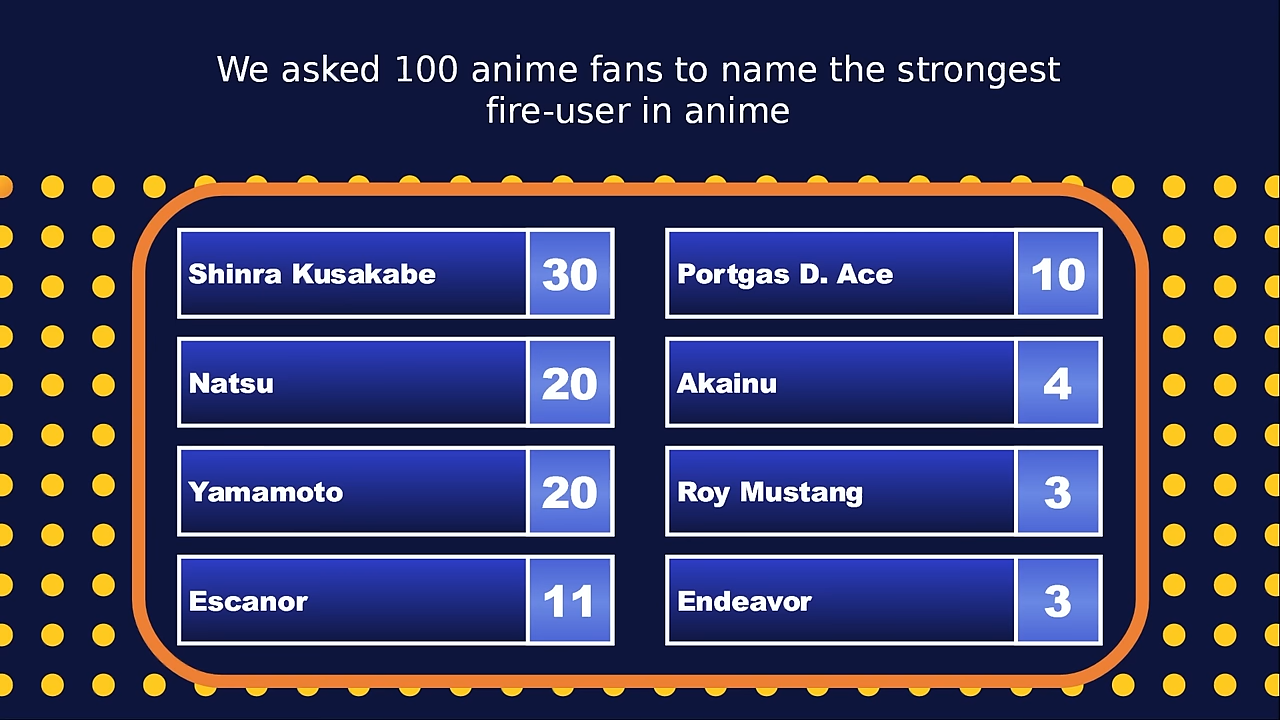 We asked 100 anime fans to name the strongest
fire-user in anime
Shinra Kusakabe 30
Natsu 20
Yamamoto 20
Escanor 11
Portgas D. Ace 10
Akainu 4
Roy Mustang 3
Endeavor 3